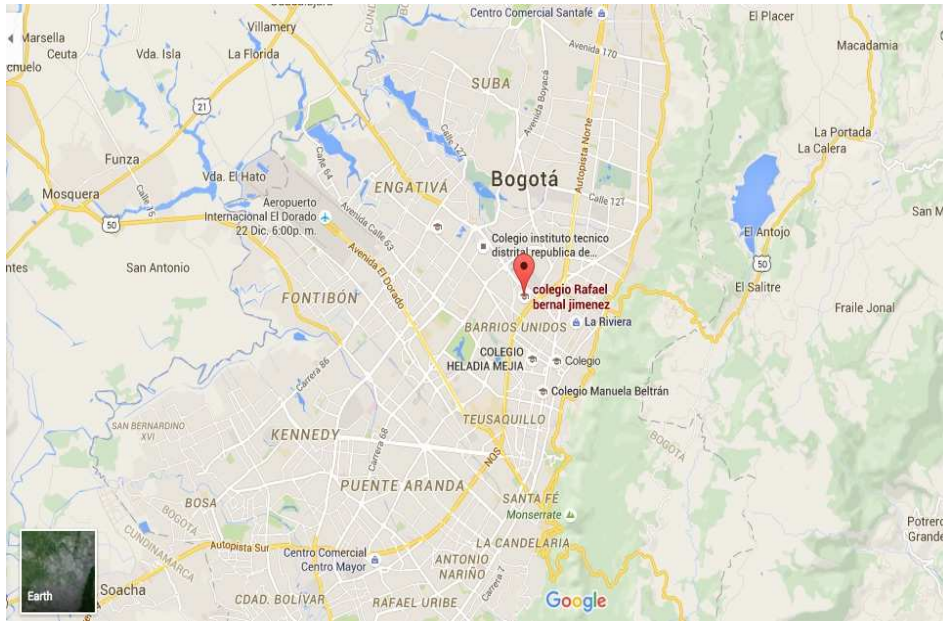 Centro Comercial Santafé
El Placer
Villamery
Marsella
Ceuta
Vda. Isla
La Florida
Avenida 170
Macadamia
SUBA
Avenida Boyacá
Autopista Norte
21
Calle 127
La Portada
La Calera
Funza
Calle 64
Vda. El Hato
ENGATIVÁ
Bogotá
Mosquera
Calle 16
Calle 127
50
Aeropuerto
Internacional El Dorado
22 Dic. 6:00p. m.
Avenida Calle 63
San M
El Antojo
Colegio instituto tecnico
distrital republica de...
Avenida El Dorado
50
ntes
San Antonio
colegio Rafael
bernal jimenez
El Salitre
FONTIBÓN
Fraile Jonal
BARRIOS UNIDOS
La Riviera
COLEGIO
HELADIA MEJIA
Colegio
Carrera 86
Colegio Manuela Beltrán
TEUSAQUILLO
SAN BERNARDINO
XVI
KENNEDY
Carrera 68
NQS
BOGOTÁ
PUENTE ARANDA
BOSA
SANTA FÉ
Monserrate
BOGOTÁ
CUNDINAMARCA
Autopista Sur
Centro Comercial
Centro Mayor
LA CANDELARIA
Potrero
Grande
ANTONIO
NARIÑO
Carrera 7
Earth
Soacha
CDAD. BOLÍVAR
RAFAEL URIBE
Google